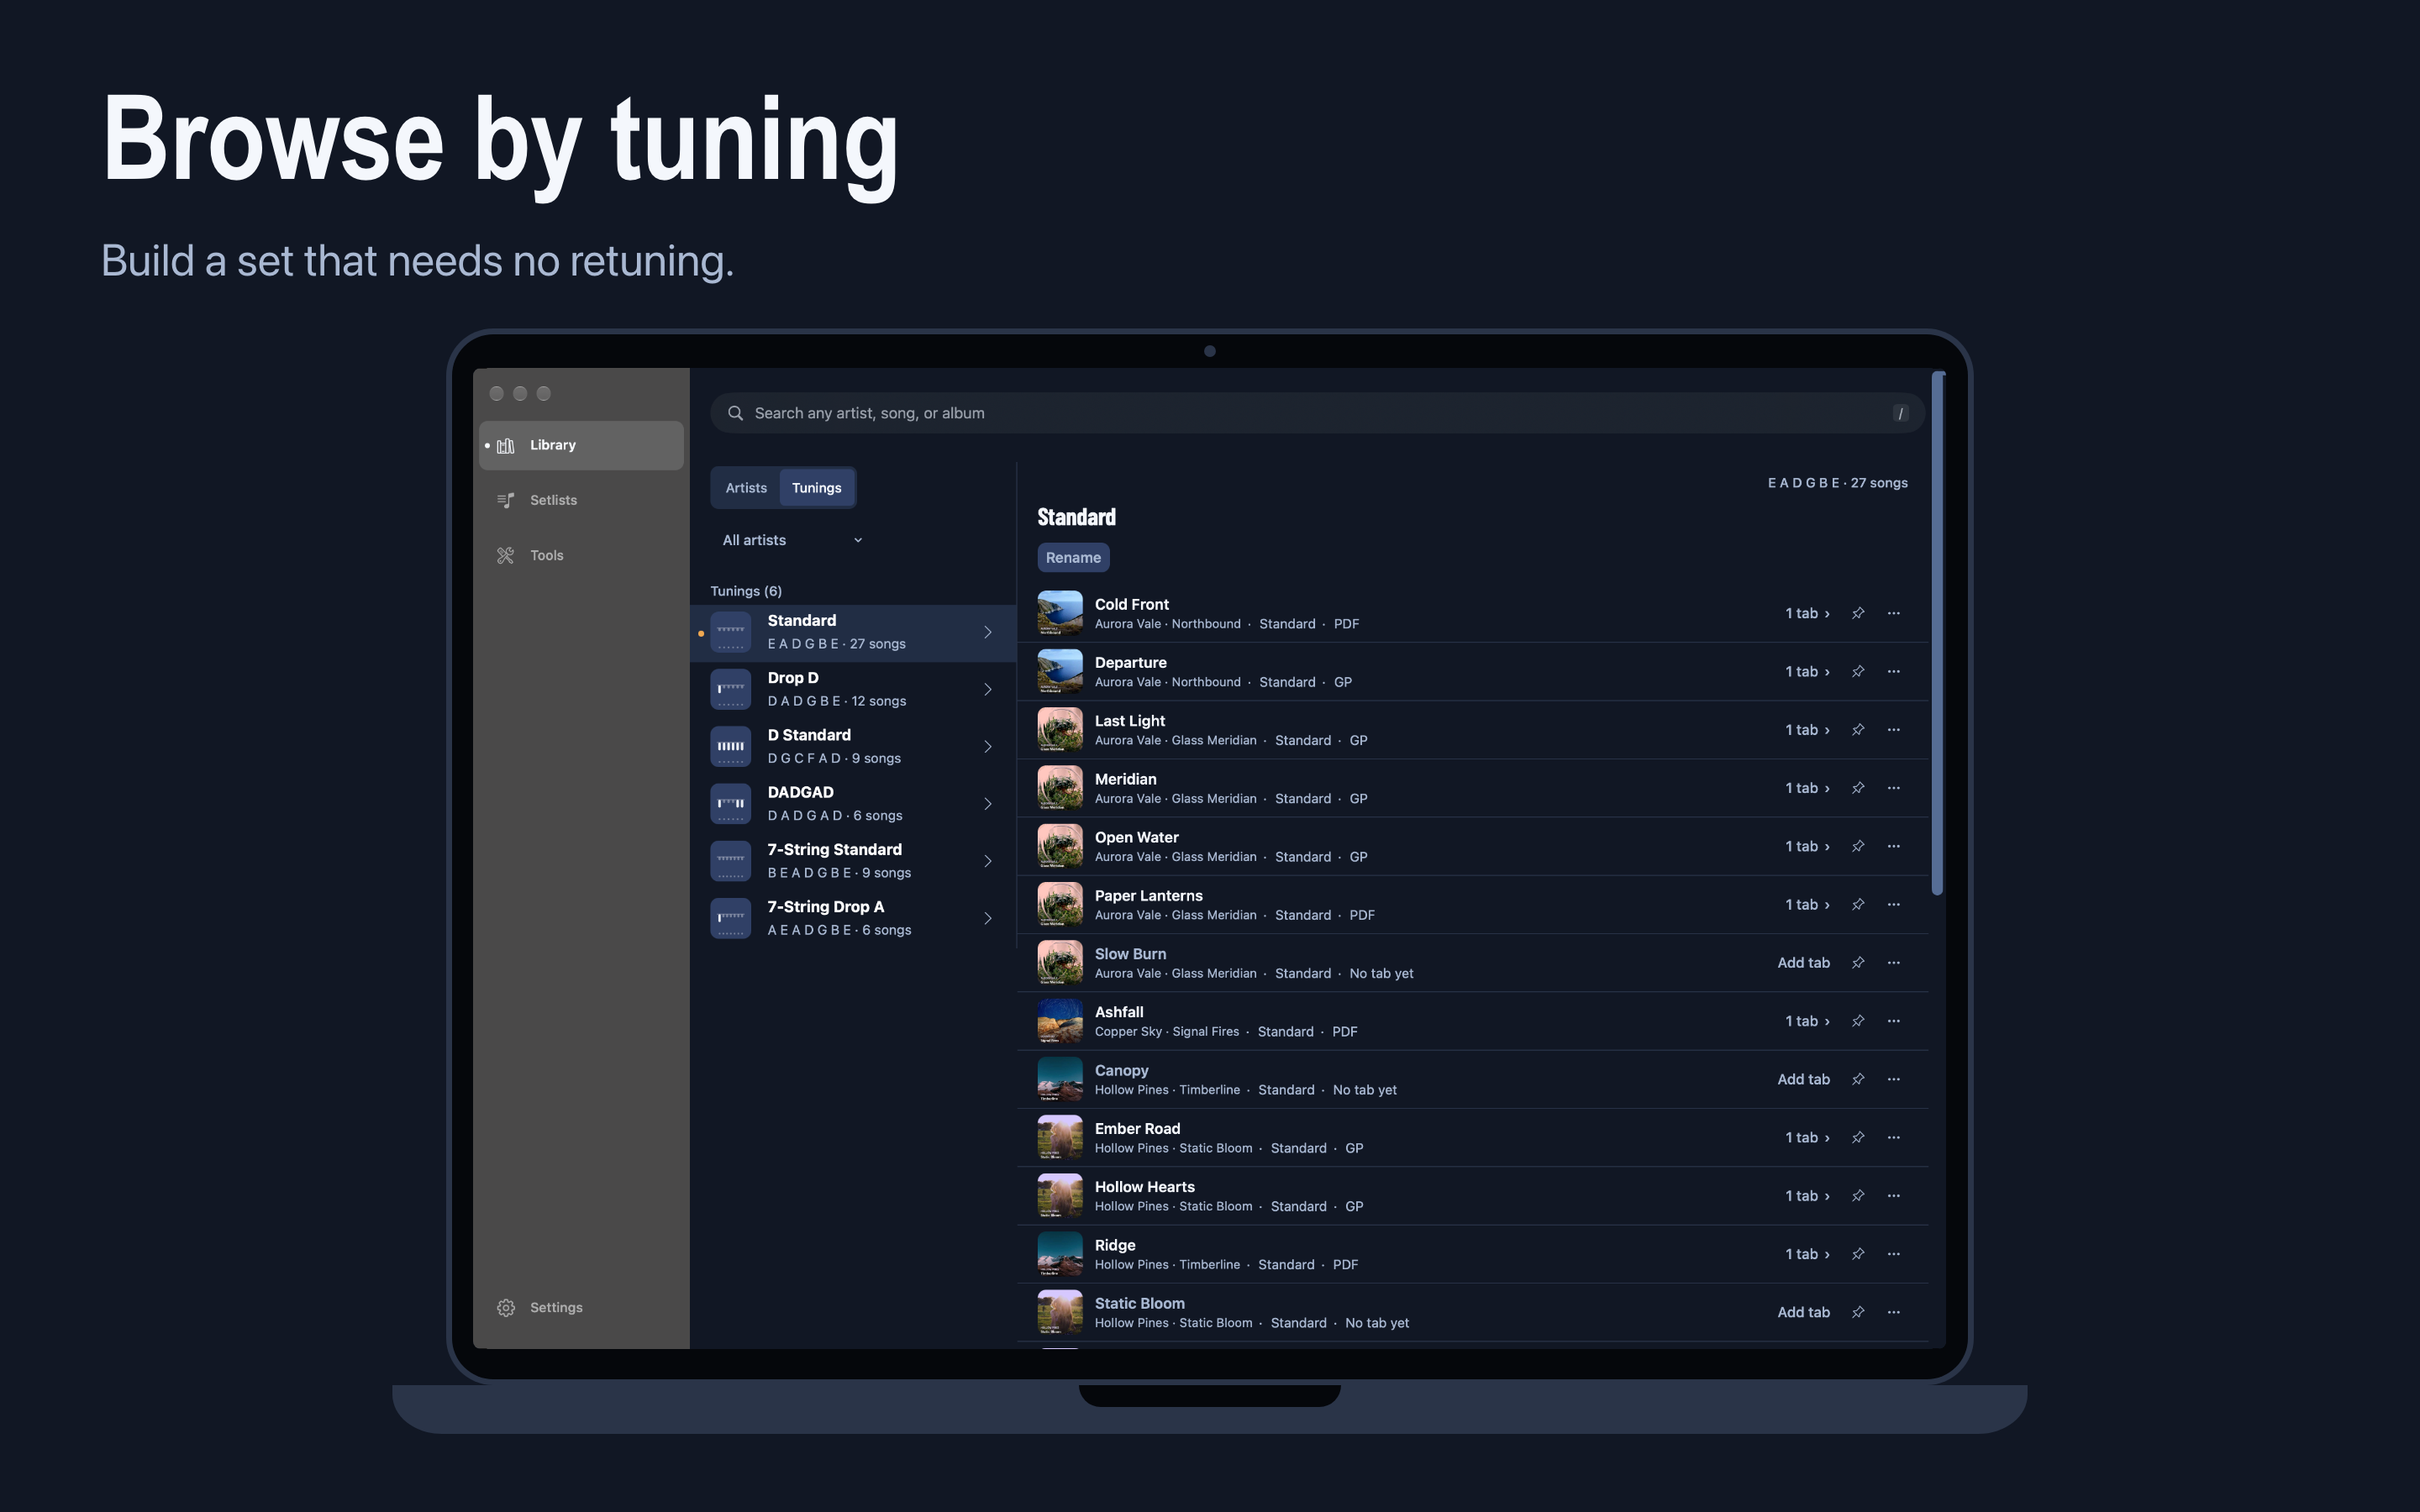 Browse by tuning
Build a set that needs no retuning.
Search any artist, song, or album
/
Library
Setlists
Tools
Settings
Artists
Tunings
All artists
Tunings (6)
Standard
E A D G B E · 27 songs
Drop D
D A D G B E · 12 songs
D Standard
D G C F A D · 9 songs
DADGAD
D A D G A D · 6 songs
7-String Standard
B E A D G B E · 9 songs
7-String Drop A
A E A D G B E · 6 songs
E A D G B E · 27 songs
Standard
Rename
Cold Front
Aurora Vale · Northbound · Standard · PDF
1 tab ›
Departure
Aurora Vale · Northbound · Standard · GP
1 tab ›
Last Light
Aurora Vale · Glass Meridian · Standard · GP
1 tab ›
Meridian
Aurora Vale · Glass Meridian · Standard · GP
1 tab ›
Open Water
Aurora Vale · Glass Meridian · Standard · GP
1 tab ›
Paper Lanterns
Aurora Vale · Glass Meridian · Standard · PDF
1 tab ›
Slow Burn
Aurora Vale · Glass Meridian · Standard · No tab yet
Add tab
Ashfall
Copper Sky · Signal Fires · Standard · PDF
1 tab ›
Canopy
Hollow Pines · Timberline · Standard · No tab yet
Add tab
Ember Road
Hollow Pines · Static Bloom · Standard · GP
1 tab ›
Hollow Hearts
Hollow Pines · Static Bloom · Standard · GP
1 tab ›
Ridge
Hollow Pines · Timberline · Standard · PDF
1 tab ›
Static Bloom
Hollow Pines · Static Bloom · Standard · No tab yet
Add tab